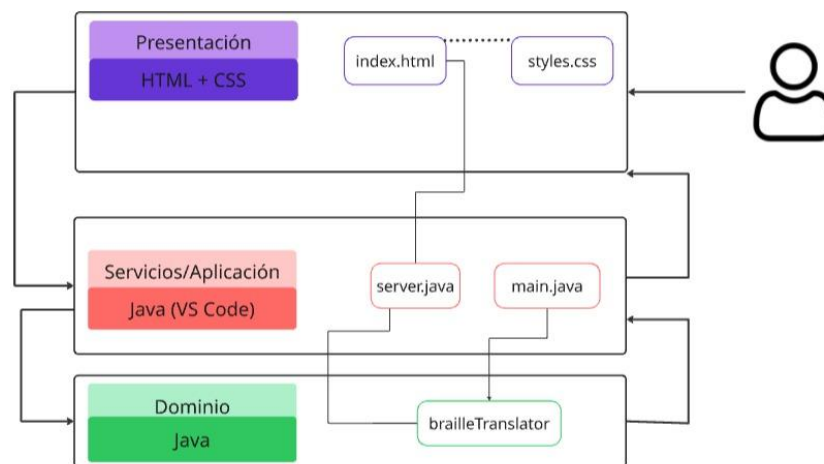 Presentación
HTML + CSS
index.html
styles.css
Servicios/Aplicación
Java (VS Code)
server.java
main.java
Dominio
Java
brailleTranslator